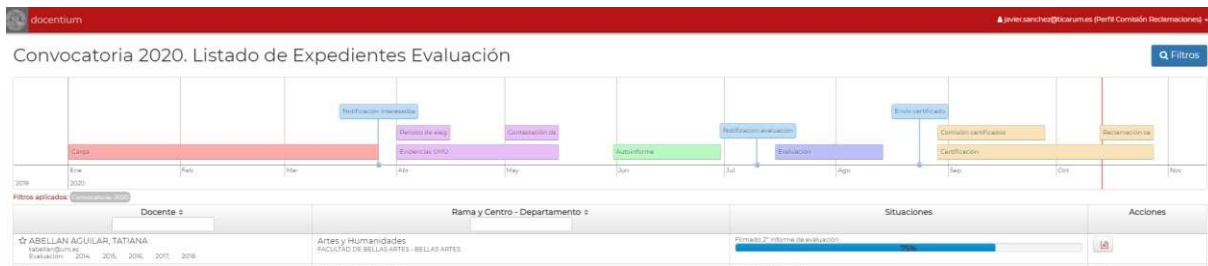 docentium
javier.sanchez@ticarum.es (Perfil Comisión Reclamaciones)
Convocatoria 2020. Listado de Expedientes Evaluación
Filtros
Notificación interesados
Envío certificado
Periodo de aleg
Contestación de
Notificación evaluación
Comisión certificados
Reclamación ce
Carga
Evidencias
Autoinforme
Evaluación
Certificación
Ene
Feb
Mar
Abr
May
Jun
Jul
Ago
Sep
Oct
Nov
2019
2020
Filtros aplicados: Convocatoria 2020
Docente
Rama y Centro - Departamento
Situaciones
Acciones
ABELLAN AGUILAR, TATIANA
tabellan@um.es
Evaluación: 2014, 2015, 2016, 2017, 2018
Artes y Humanidades
FACULTAD DE BELLAS ARTES - BELLAS ARTES
Firmado 2º informe de evaluación
75%